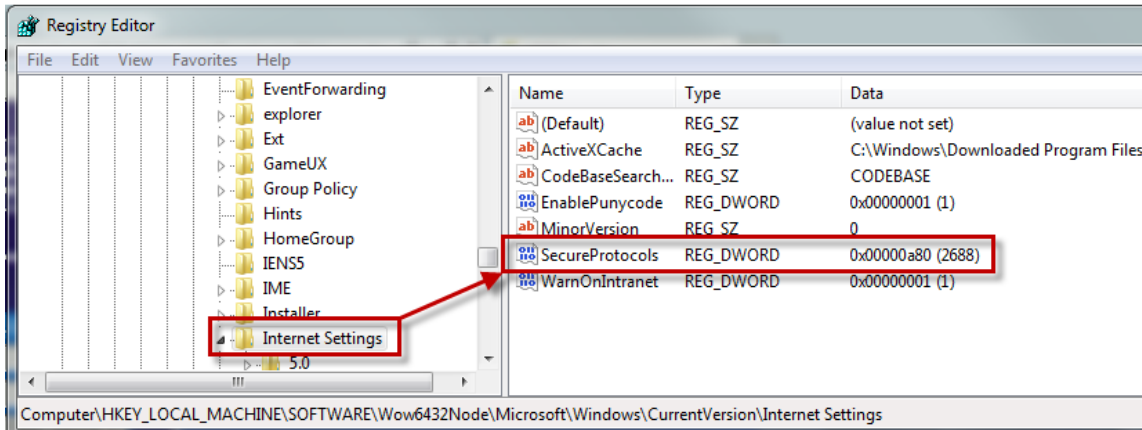 Registry Editor
File Edit View Favorites Help
EventForwarding
explorer
Ext
GameUX
Group Policy
Hints
HomeGroup
IENS5
IME
Installer
Internet Settings
5.0
Name Type Data
(Default) REG_SZ (value not set)
ActiveXCache REG_SZ C:\Windows\Downloaded Program Files
CodeBaseSearch... REG_SZ CODEBASE
EnablePunycode REG_DWORD 0x00000001 (1)
MinorVersion REG_SZ 0
SecureProtocols REG_DWORD 0x00000a80 (2688)
WarnOnIntranet REG_DWORD 0x00000001 (1)
Computer\HKEY_LOCAL_MACHINE\SOFTWARE\Wow6432Node\Microsoft\Windows\CurrentVersion\Internet Settings